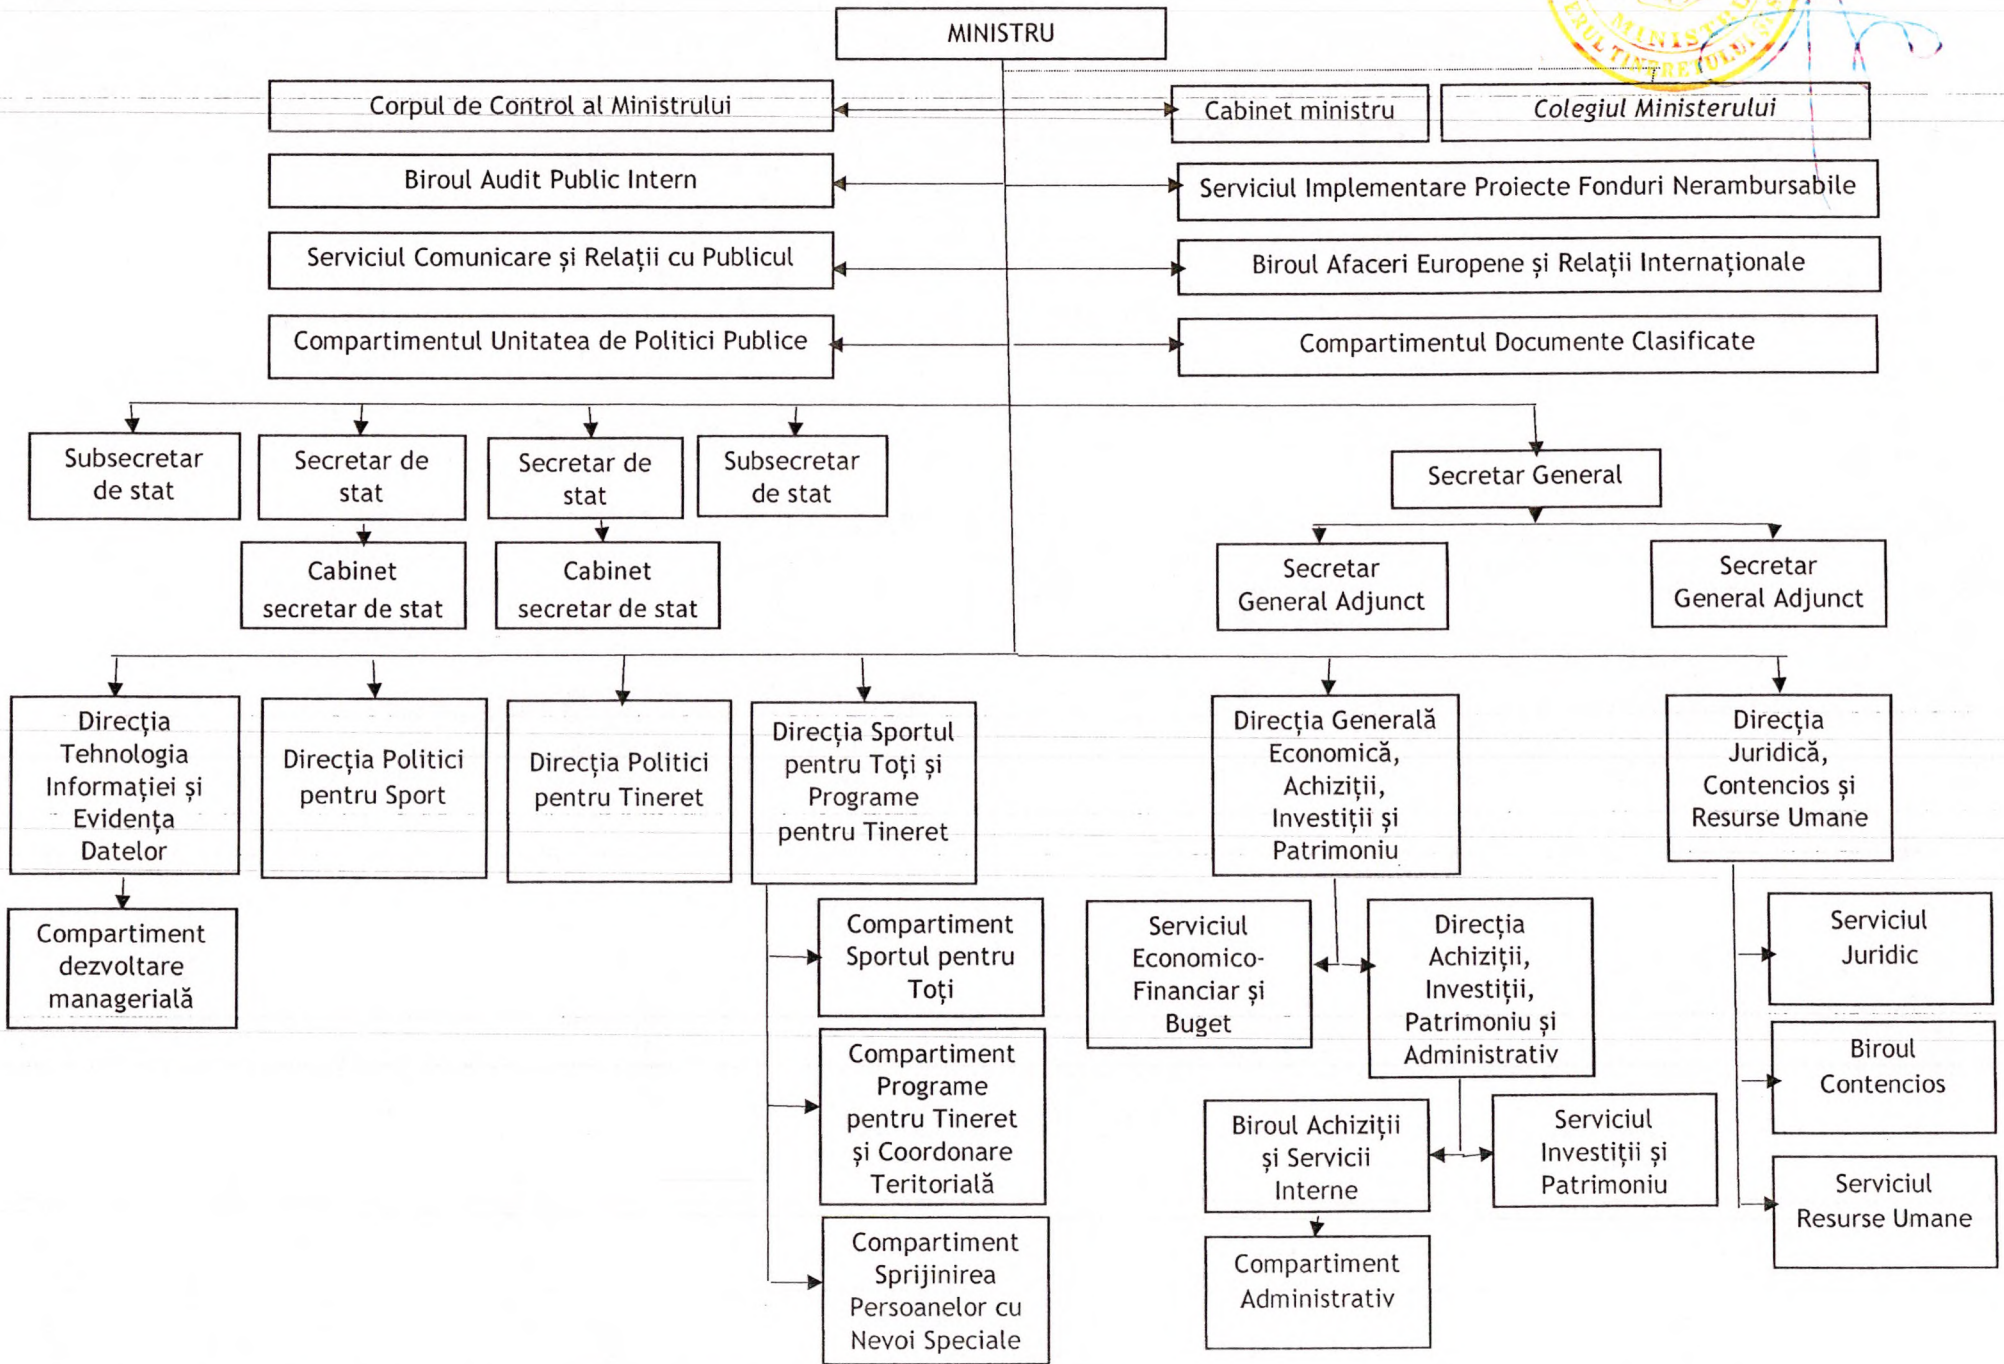 MINISTRU
MINISTR
ERUL TINERETULUI ȘI S
Corpul de Control al Ministrului
Cabinet ministru
Colegiul Ministerului
Biroul Audit Public Intern
Serviciul Implementare Proiecte Fonduri Nerambursabile
Serviciul Comunicare și Relații cu Publicul
Biroul Afaceri Europene și Relații Internaționale
Compartimentul Unitatea de Politici Publice
Compartimentul Documente Clasificate
Subsecretar
de stat
Secretar de
stat
Secretar de
stat
Subsecretar
de stat
Secretar General
Cabinet
secretar de stat
Cabinet
secretar de stat
Secretar
General Adjunct
Secretar
General Adjunct
Direcția
Tehnologia
Informației și
Evidența
Datelor
Direcția Politici
pentru Sport
Direcția Politici
pentru Tineret
Direcția Sportul
pentru Toți și
Programe
pentru Tineret
Direcția Generală
Economică,
Achiziții,
Investiții și
Patrimoniu
Direcția
Juridică,
Contencios și
Resurse Umane
Compartiment
dezvoltare
managerială
Compartiment
Sportul pentru
Toți
Compartiment
Programe
pentru Tineret
și Coordonare
Teritorială
Compartiment
Sprijinirea
Persoanelor cu
Nevoi Speciale
Serviciul
Economico-
Financiar și
Buget
Direcția
Achiziții,
Investiții,
Patrimoniu și
Administrativ
Biroul Achiziții
și Servicii
Interne
Serviciul
Investiții și
Patrimoniu
Compartiment
Administrativ
Serviciul
Juridic
Biroul
Contencios
Serviciul
Resurse Umane